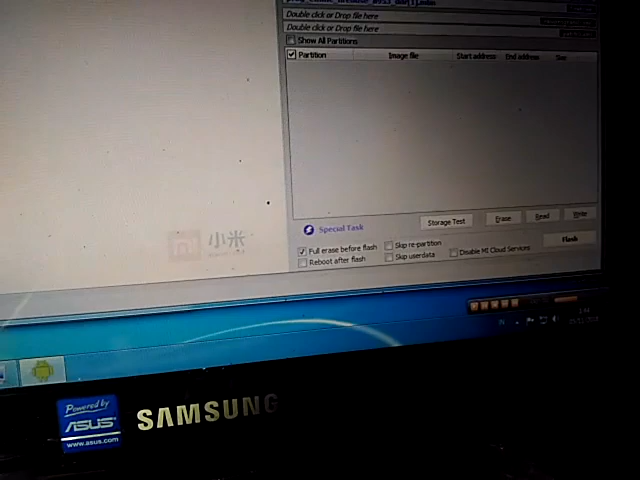 Double click or Drop file here
Double click or Drop file here
Show All Partitions
Partition Image file Start address End address Size
Special Task
Storage Test Erase Read Write
Full erase before flash Skip re-partition
Reboot after flash Skip userdata Disable MI Cloud Services
Flash
小米
Powered by
ASUS
www.asus.com
SAMSUNG